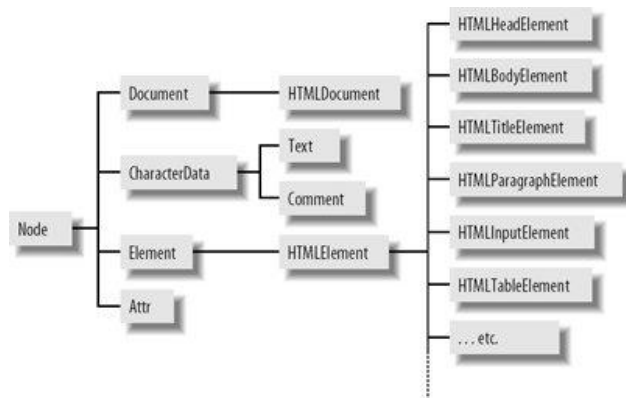 HTMLHeadElement
Document
HTMLDocument
HTMLBodyElement
HTMLTitleElement
Text
CharacterData
HTMLParagraphElement
Comment
Node
Element
HTMLElement
HTMLInputElement
HTMLTableElement
Attr
. . . etc.